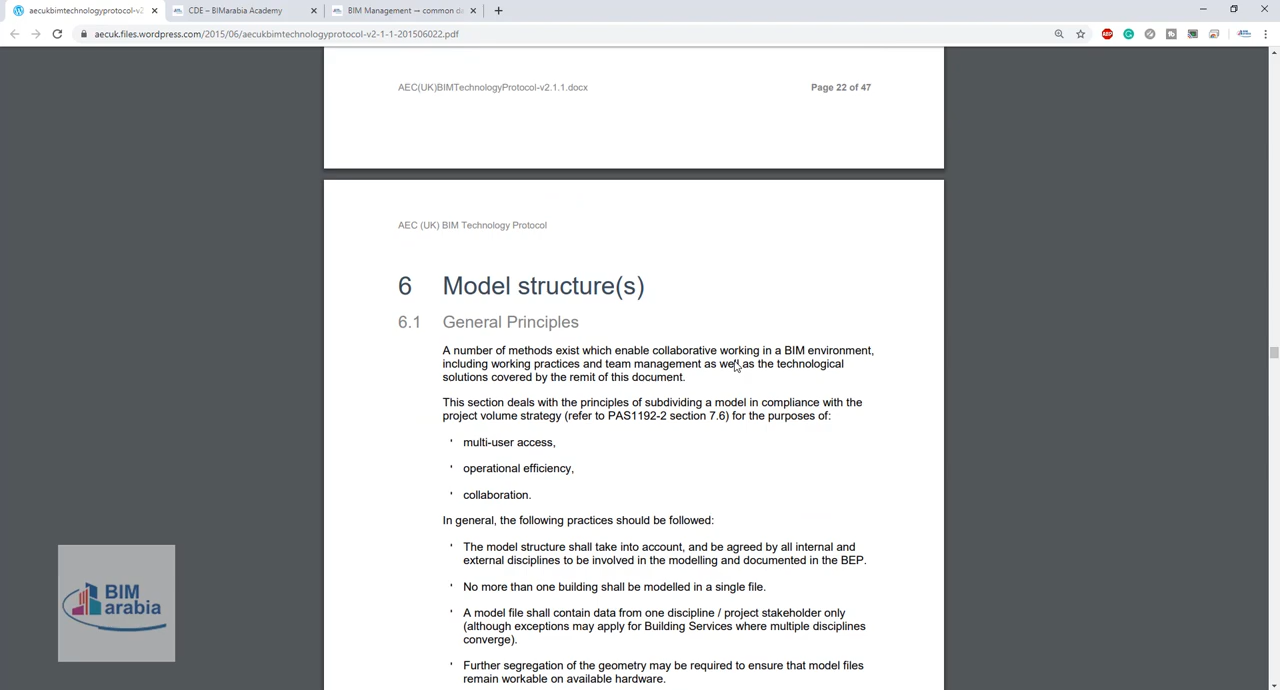 aecukbimtechnologyprotocol-v2
CDE – BIMarabia Academy
BIM Management → common da
aecuk.files.wordpress.com/2015/06/aecukbimtechnologyprotocol-v2-1-1-201506022.pdf
ABP
AEC(UK)BIMTechnologyProtocol-v2.1.1.docx
Page 22 of 47
AEC (UK) BIM Technology Protocol
6 Model structure(s)
6.1 General Principles
A number of methods exist which enable collaborative working in a BIM environment,
including working practices and team management as well as the technological
solutions covered by the remit of this document.
This section deals with the principles of subdividing a model in compliance with the
project volume strategy (refer to PAS1192-2 section 7.6) for the purposes of:
' multi-user access,
' operational efficiency,
' collaboration.
In general, the following practices should be followed:
' The model structure shall take into account, and be agreed by all internal and
external disciplines to be involved in the modelling and documented in the BEP.
' No more than one building shall be modelled in a single file.
' A model file shall contain data from one discipline / project stakeholder only
(although exceptions may apply for Building Services where multiple disciplines
converge).
' Further segregation of the geometry may be required to ensure that model files
remain workable on available hardware.
BIM
arabia